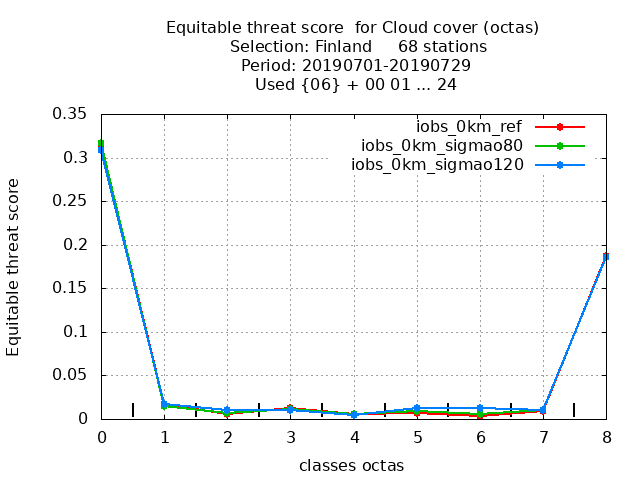 Equitable threat score  for Cloud cover (octas)
Selection: Finland     68 stations
Period: 20190701-20190729
Used {06} + 00 01 ... 24
iobs_0km_ref
iobs_0km_sigmao80
iobs_0km_sigmao120
Equitable threat score
0.35
0.3
0.25
0.2
0.15
0.1
0.05
0
0 1 2 3 4 5 6 7 8
classes octas